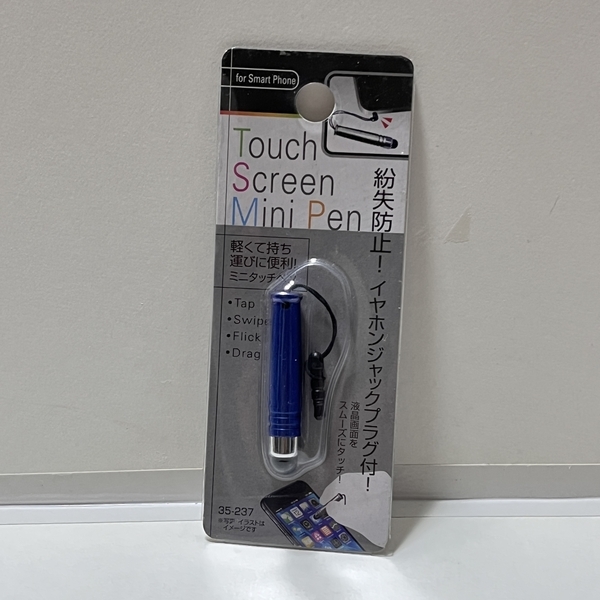 for Smart Phone
Touch
Screen
Mini Pen
紛失防止！イヤホンジャックプラグ付！
軽くて持ち
運びに便利！
ミニタッチ
• Tap
• Swipe
• Flick
• Drag
液晶画面を
スムーズにタッチ！
35-237
※写真 イラストは
イメージです